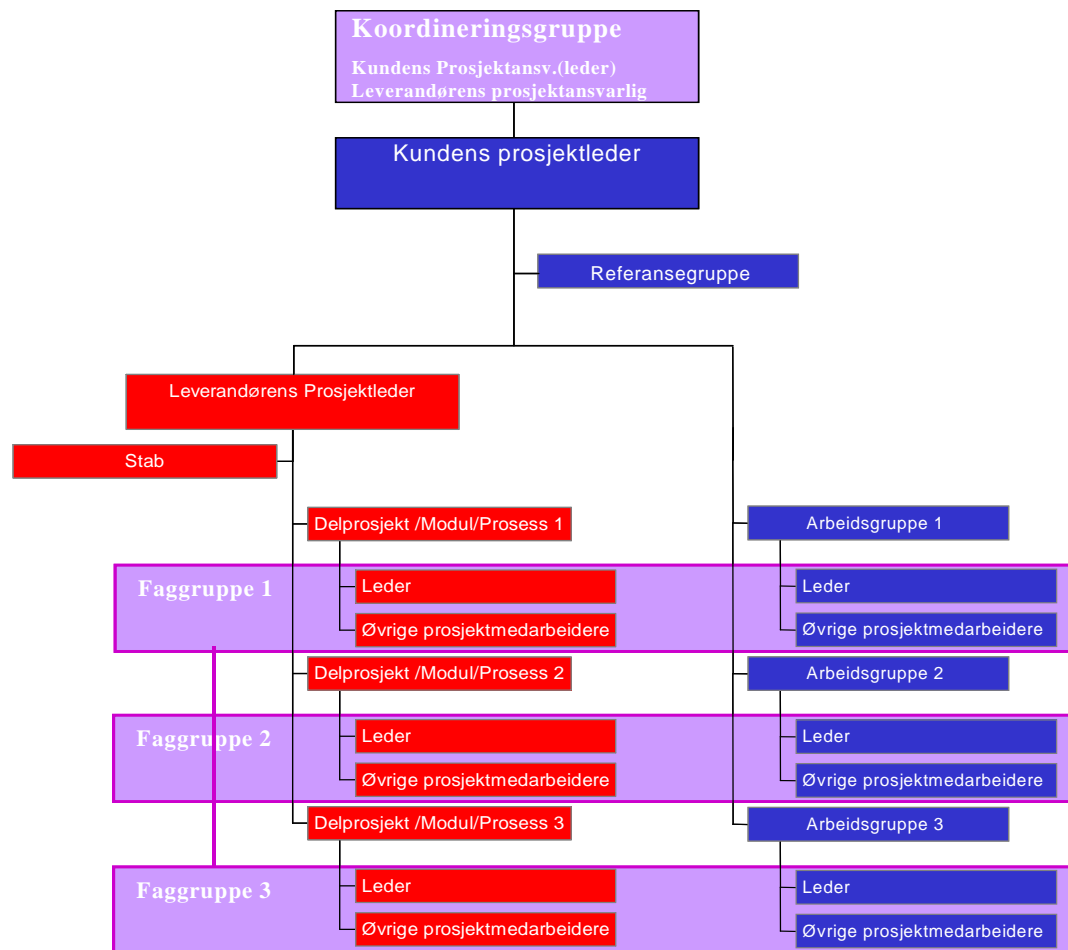 Koordineringsgruppe
Kundens Prosjektansv.(leder)
Leverandørens prosjektansvarlig
Kundens prosjektleder
Referansegruppe
Leverandørens Prosjektleder
Stab
Delprosjekt /Modul/Prosess 1
Arbeidsgruppe 1
Faggruppe 1
Leder
Leder
Øvrige prosjektmedarbeidere
Øvrige prosjektmedarbeidere
Delprosjekt /Modul/Prosess 2
Arbeidsgruppe 2
Faggruppe 2
Leder
Leder
Øvrige prosjektmedarbeidere
Øvrige prosjektmedarbeidere
Delprosjekt /Modul/Prosess 3
Arbeidsgruppe 3
Faggruppe 3
Leder
Leder
Øvrige prosjektmedarbeidere
Øvrige prosjektmedarbeidere